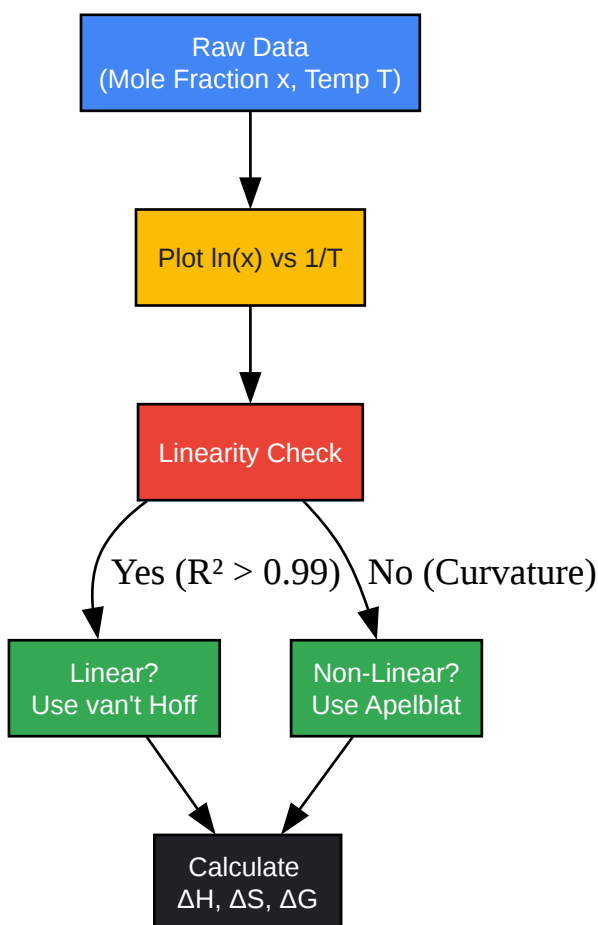 Raw Data
(Mole Fraction x, Temp T)
Plot ln(x) vs 1/T
Linearity Check
Yes (R² > 0.99)
No (Curvature)
Linear?
Use van't Hoff
Non-Linear?
Use Apelblat
Calculate
ΔH, ΔS, ΔG